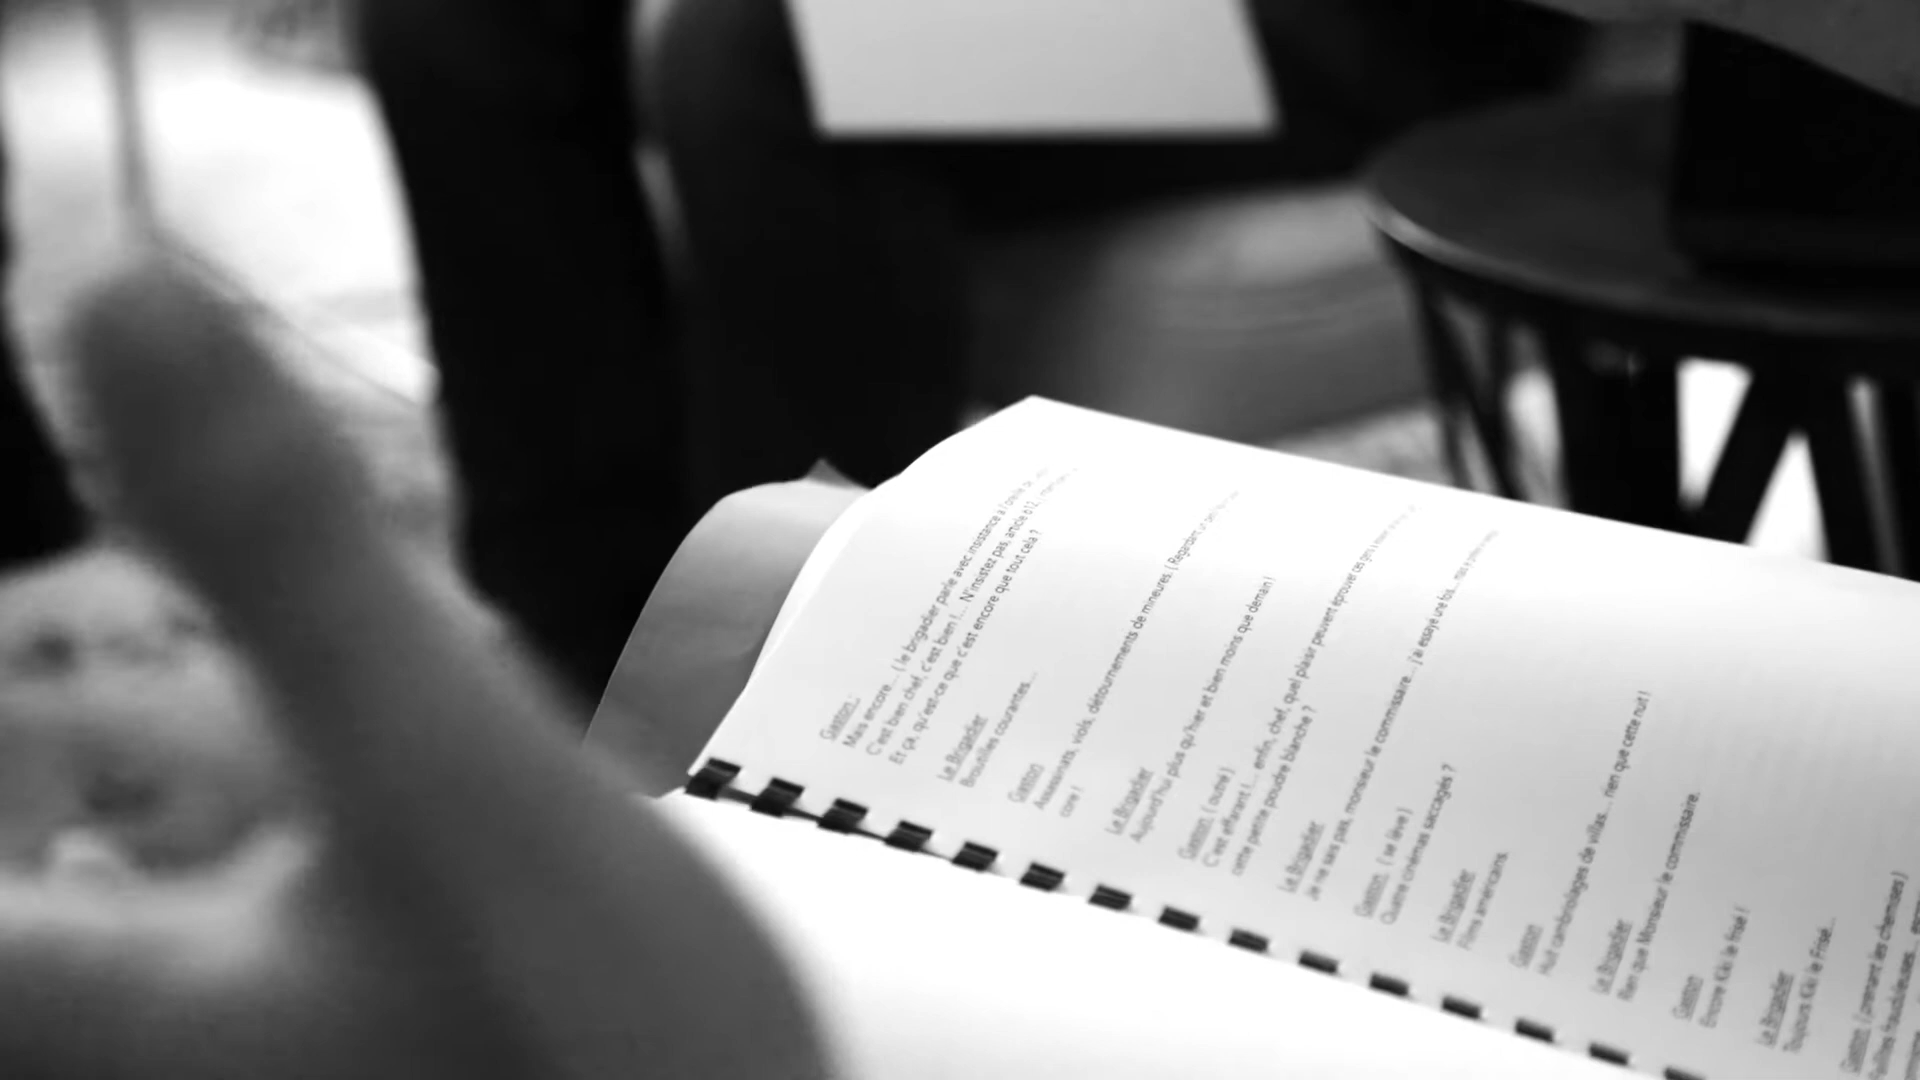 Gaston :
Mais encore... ( le brigadier parle avec insistance à l'oreille de
C'est bien chef, c'est bien !... N'insistez pas, article 612,
Et ça, qu'est-ce que c'est encore que tout cela ?
Le Brigadier
Broutilles courantes...
Gaston
Assassinats, viols, détournements de mineures. ( Regardant un
core !
Le Brigadier
Aujourd'hui plus qu'hier et bien moins que demain !
Gaston ( outré )
C'est effarant !... enfin, chef, quel plaisir peuvent éprouver ces gens à
cette petite poudre blanche ?
Le Brigadier
Je ne sais pas, monsieur le commissaire... j'ai essayé une fois...
Gaston ( se lève )
Quatre cinémas saccagés ?
Le Brigadier
Films américains.
Gaston
Huit cambriolages de villas... rien que cette nuit !
Le Brigadier
Rien que Monsieur le commissaire.
Gaston
Encore Kiki le frisé !
Le Brigadier
Toujours Kiki le Frisé...
Gaston ( prenant les chemises )